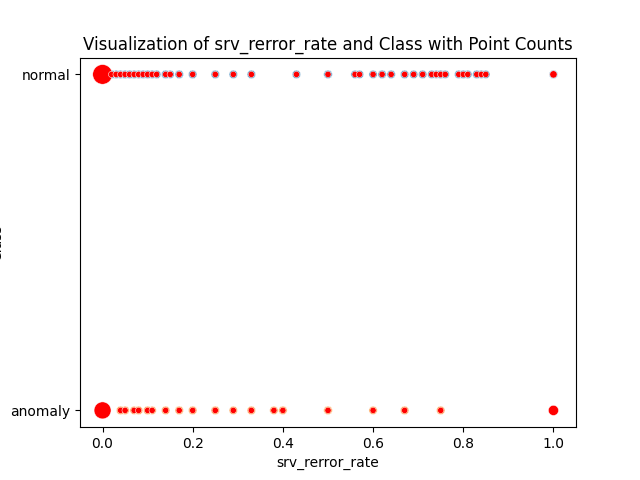 Visualization of srv_rerror_rate and Class with Point Counts
normal
anomaly
0.0 0.2 0.4 0.6 0.8 1.0
srv_rerror_rate